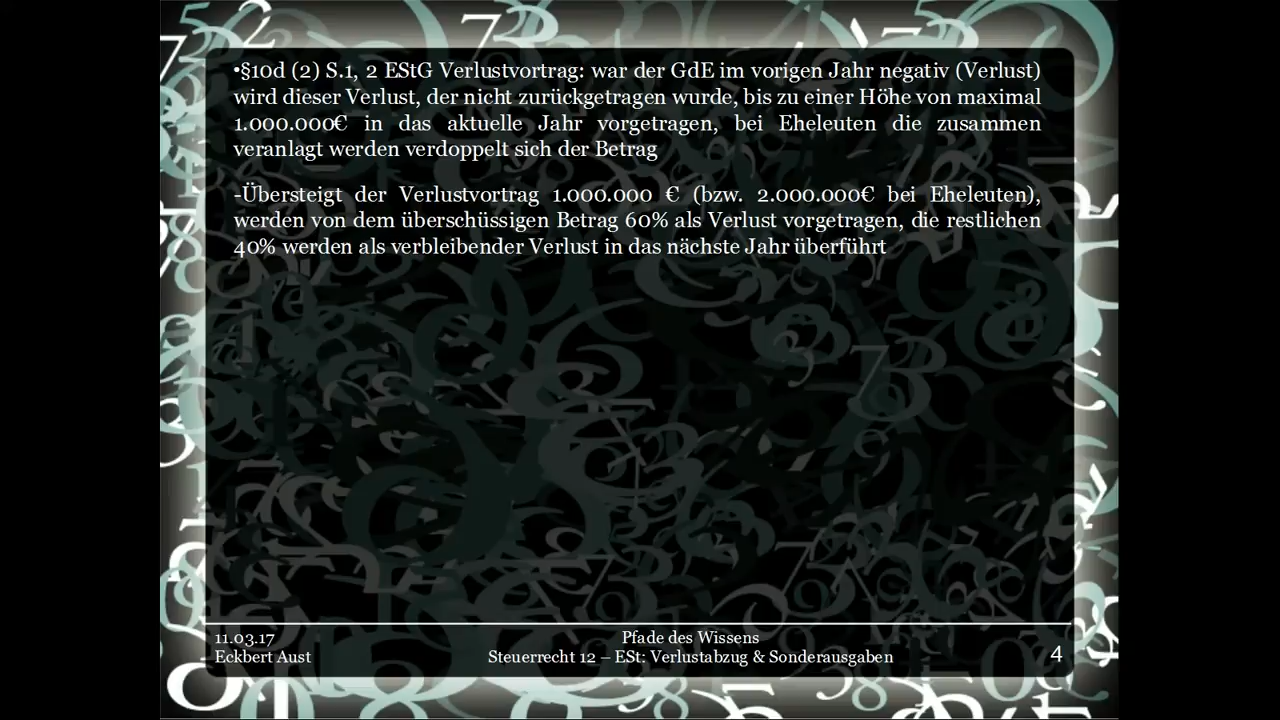 •§10d (2) S.1, 2 EStG Verlustvortrag: war der GdE im vorigen Jahr negativ (Verlust)
wird dieser Verlust, der nicht zurückgetragen wurde, bis zu einer Höhe von maximal
1.000.000€ in das aktuelle Jahr vorgetragen, bei Eheleuten die zusammen
veranlagt werden verdoppelt sich der Betrag
-Übersteigt der Verlustvortrag 1.000.000 € (bzw. 2.000.000€ bei Eheleuten),
werden von dem überschüssigen Betrag 60% als Verlust vorgetragen, die restlichen
40% werden als verbleibender Verlust in das nächste Jahr überführt
11.03.17
Eckbert Aust
Pfade des Wissens
Steuerrecht 12 – ESt: Verlustabzug & Sonderausgaben
4